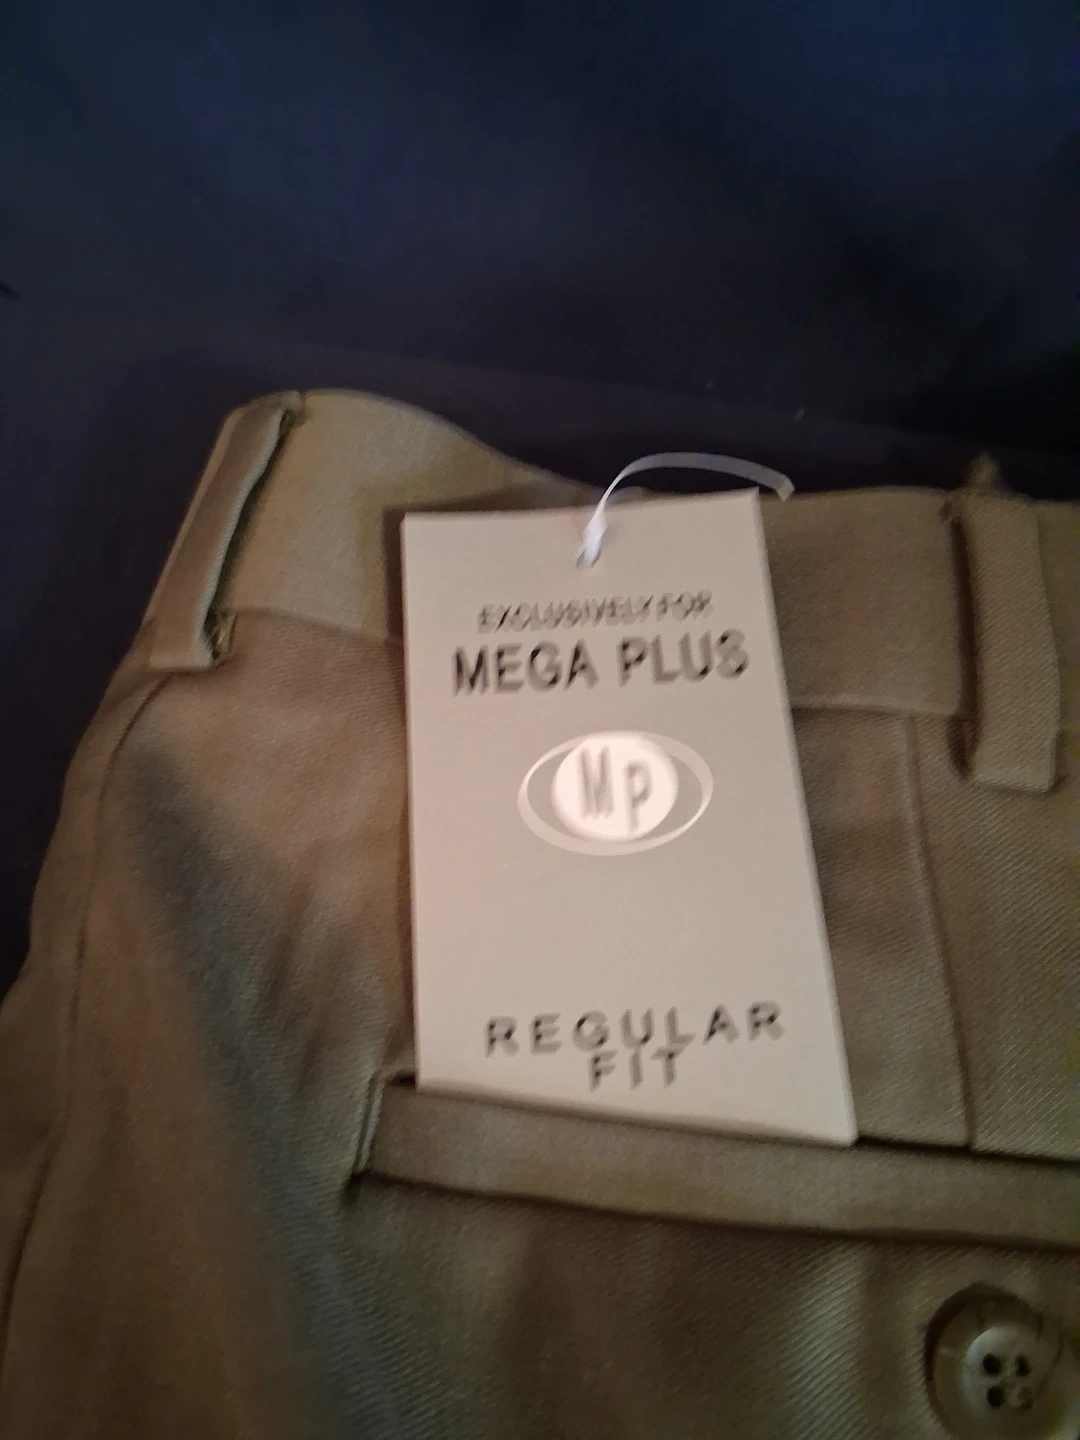 EXCLUSIVELY FOR
MEGA PLUS
MP
REGULAR
FIT